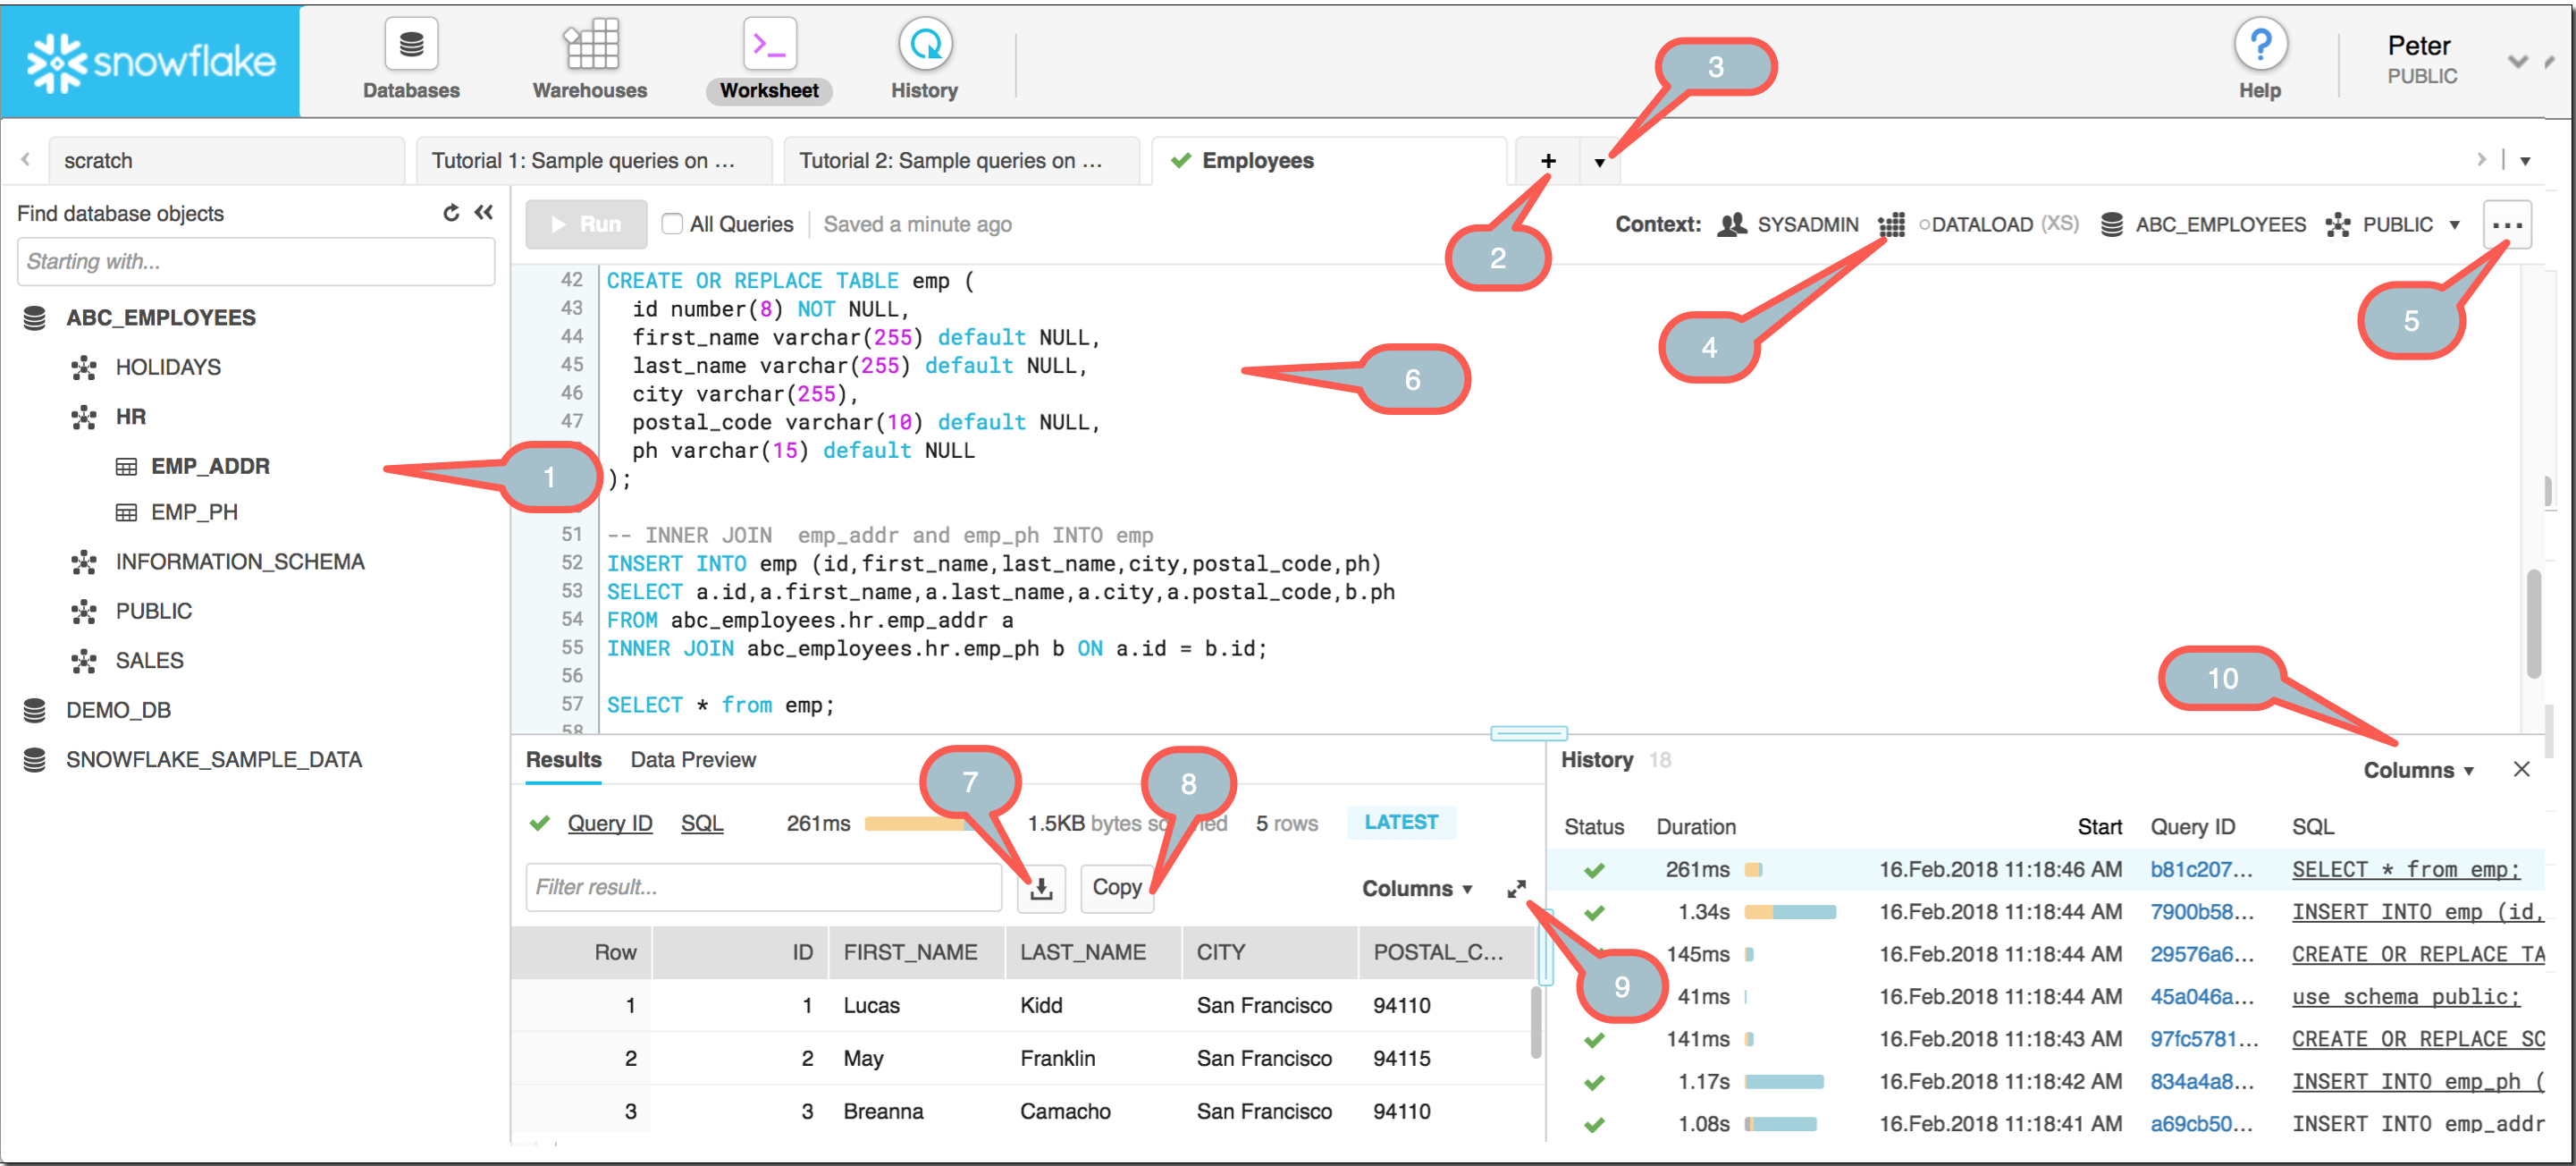 snowflake
Databases
Warehouses
Worksheet
History
3
Help
Peter
PUBLIC
scratch
Tutorial 1: Sample queries on ...
Tutorial 2: Sample queries on ...
Employees
+
Find database objects
Starting with...
ABC_EMPLOYEES
HOLIDAYS
HR
EMP_ADDR
EMP_PH
INFORMATION_SCHEMA
PUBLIC
SALES
DEMO_DB
SNOWFLAKE_SAMPLE_DATA
1
Run
All Queries
Saved a minute ago
2
Context:
SYSADMIN
DATALOAD (XS)
ABC_EMPLOYEES
PUBLIC
...
4
5
6
42 CREATE OR REPLACE TABLE emp (
43 id number(8) NOT NULL,
44 first_name varchar(255) default NULL,
45 last_name varchar(255) default NULL,
46 city varchar(255),
47 postal_code varchar(10) default NULL,
ph varchar(15) default NULL
);
51 -- INNER JOIN  emp_addr and emp_ph INTO emp
52 INSERT INTO emp (id,first_name,last_name,city,postal_code,ph)
53 SELECT a.id,a.first_name,a.last_name,a.city,a.postal_code,b.ph
54 FROM abc_employees.hr.emp_addr a
55 INNER JOIN abc_employees.hr.emp_ph b ON a.id = b.id;
56
57 SELECT * from emp;
58
Results
Data Preview
7
8
Query ID
SQL
261ms
1.5KB bytes
5 rows
LATEST
Filter result...
Copy
Columns
9
Row ID FIRST_NAME LAST_NAME CITY POSTAL_C...
1 1 Lucas Kidd San Francisco 94110
2 2 May Franklin San Francisco 94115
3 3 Breanna Camacho San Francisco 94110
History 18
10
Columns
Status Duration Start Query ID SQL
261ms 16.Feb.2018 11:18:46 AM b81c207... SELECT * from emp;
1.34s 16.Feb.2018 11:18:44 AM 7900b58... INSERT INTO emp (id,
145ms 16.Feb.2018 11:18:44 AM 29576a6... CREATE OR REPLACE TA
41ms 16.Feb.2018 11:18:44 AM 45a046a... use schema public;
141ms 16.Feb.2018 11:18:43 AM 97fc5781... CREATE OR REPLACE SC
1.17s 16.Feb.2018 11:18:42 AM 834a4a8... INSERT INTO emp_ph (
1.08s 16.Feb.2018 11:18:41 AM a69cb50... INSERT INTO emp_addr